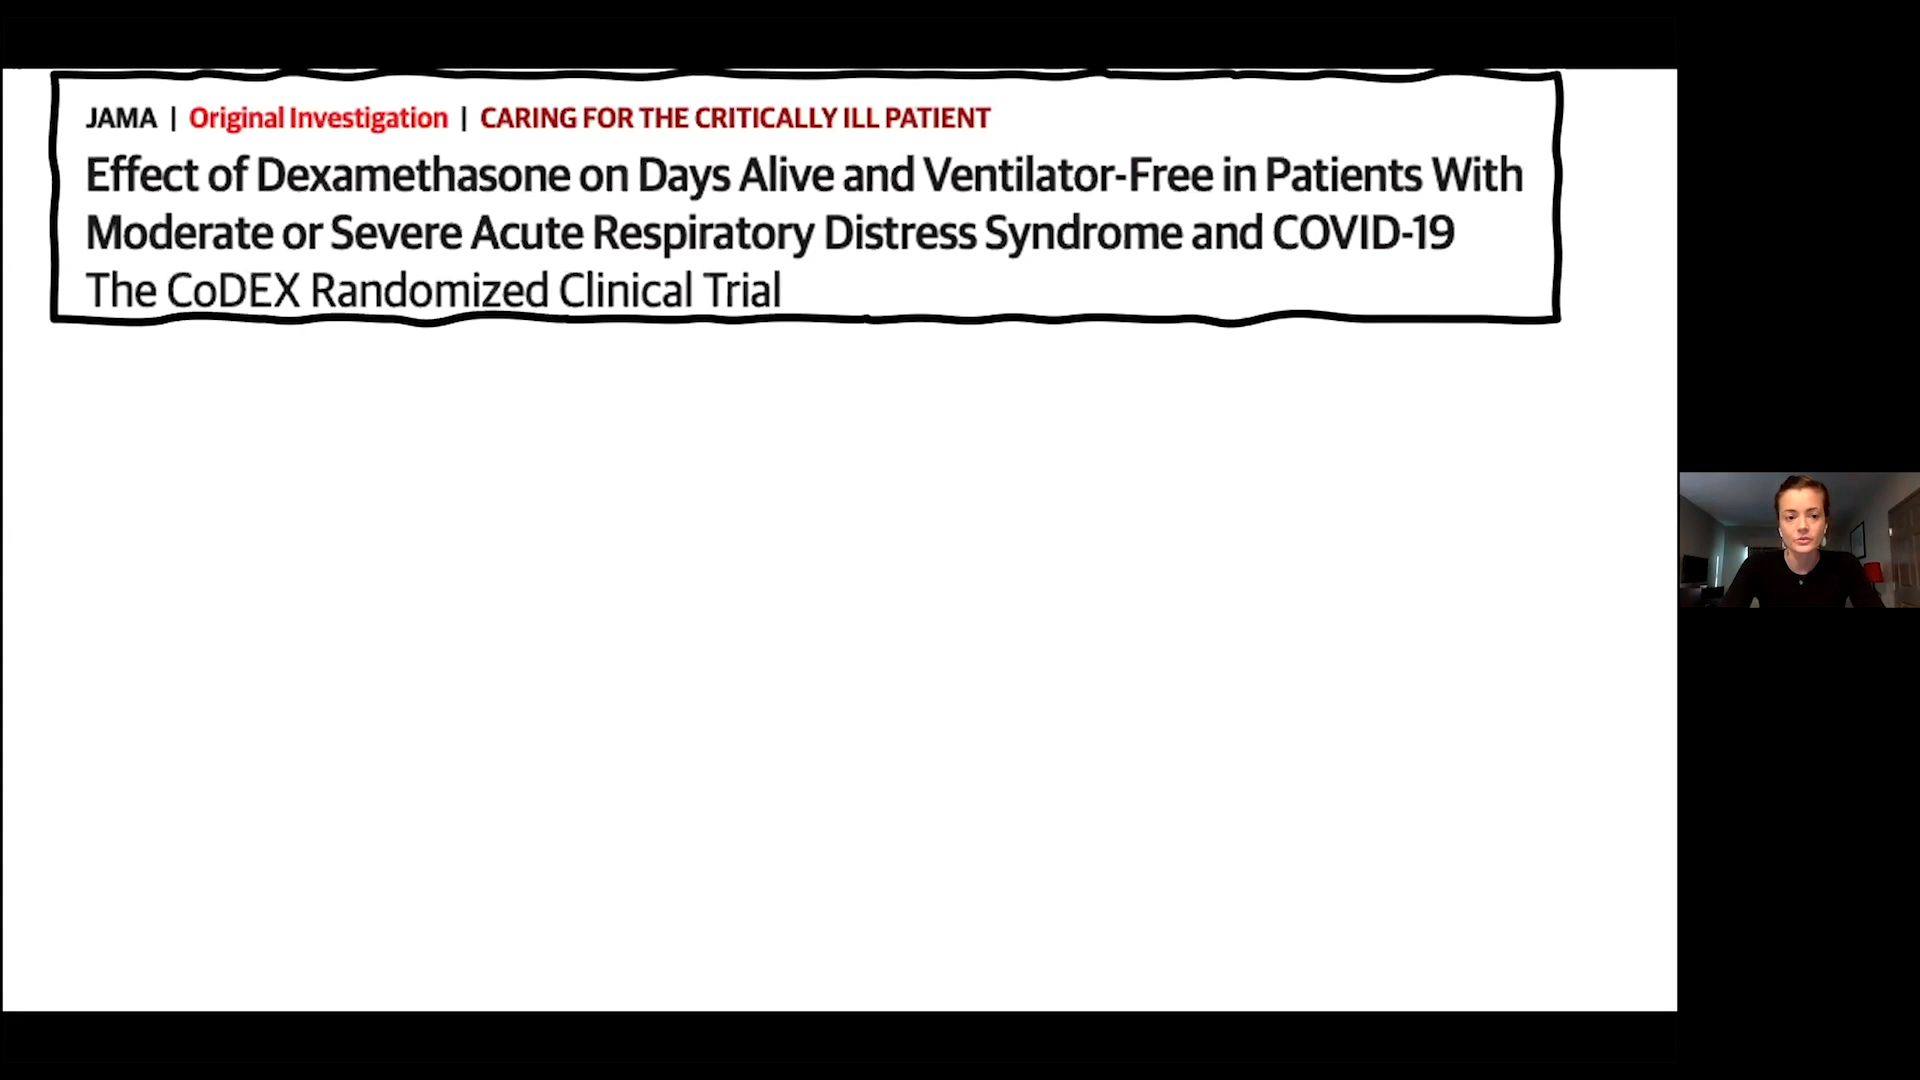 JAMA | Original Investigation | CARING FOR THE CRITICALLY ILL PATIENT
Effect of Dexamethasone on Days Alive and Ventilator-Free in Patients With
Moderate or Severe Acute Respiratory Distress Syndrome and COVID-19
The CoDEX Randomized Clinical Trial